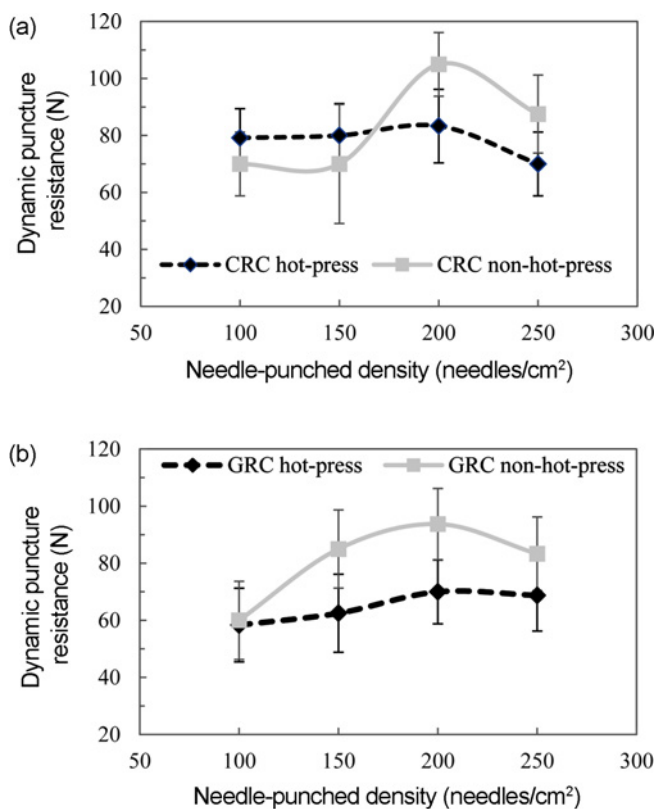 (a)
Dynamic puncture
resistance (N)
120
100
80
60
40
20
CRC hot-press CRC non-hot-press
50 100 150 200 250 300
Needle-punched density (needles/cm²)
(b)
Dynamic puncture
resistance (N)
120
100
80
60
40
20
GRC hot-press GRC non-hot-press
50 100 150 200 250 300
Needle-punched density (needles/cm²)